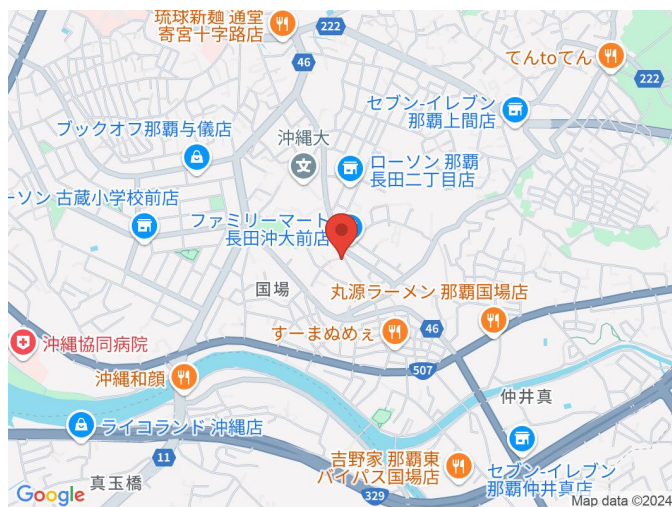 琉球新麺 通堂
寄宮十字路店
222
てんtoてん
46
222
セブン-イレブン
那覇上間店
ブックオフ那覇与儀店
沖縄大
ローソン 那覇
長田二丁目店
ーソン 古蔵小学校前店
ファミリーマート
長田沖大前店
国場
丸源ラーメン 那覇国場店
すーまぬめぇ
46
沖縄協同病院
507
沖縄和顔
仲井真
ライコランド 沖縄店
11
吉野家 那覇東
バイパス国場店
セブン-イレブン
那覇仲井真店
真玉橋
329
Google
Map data ©2024